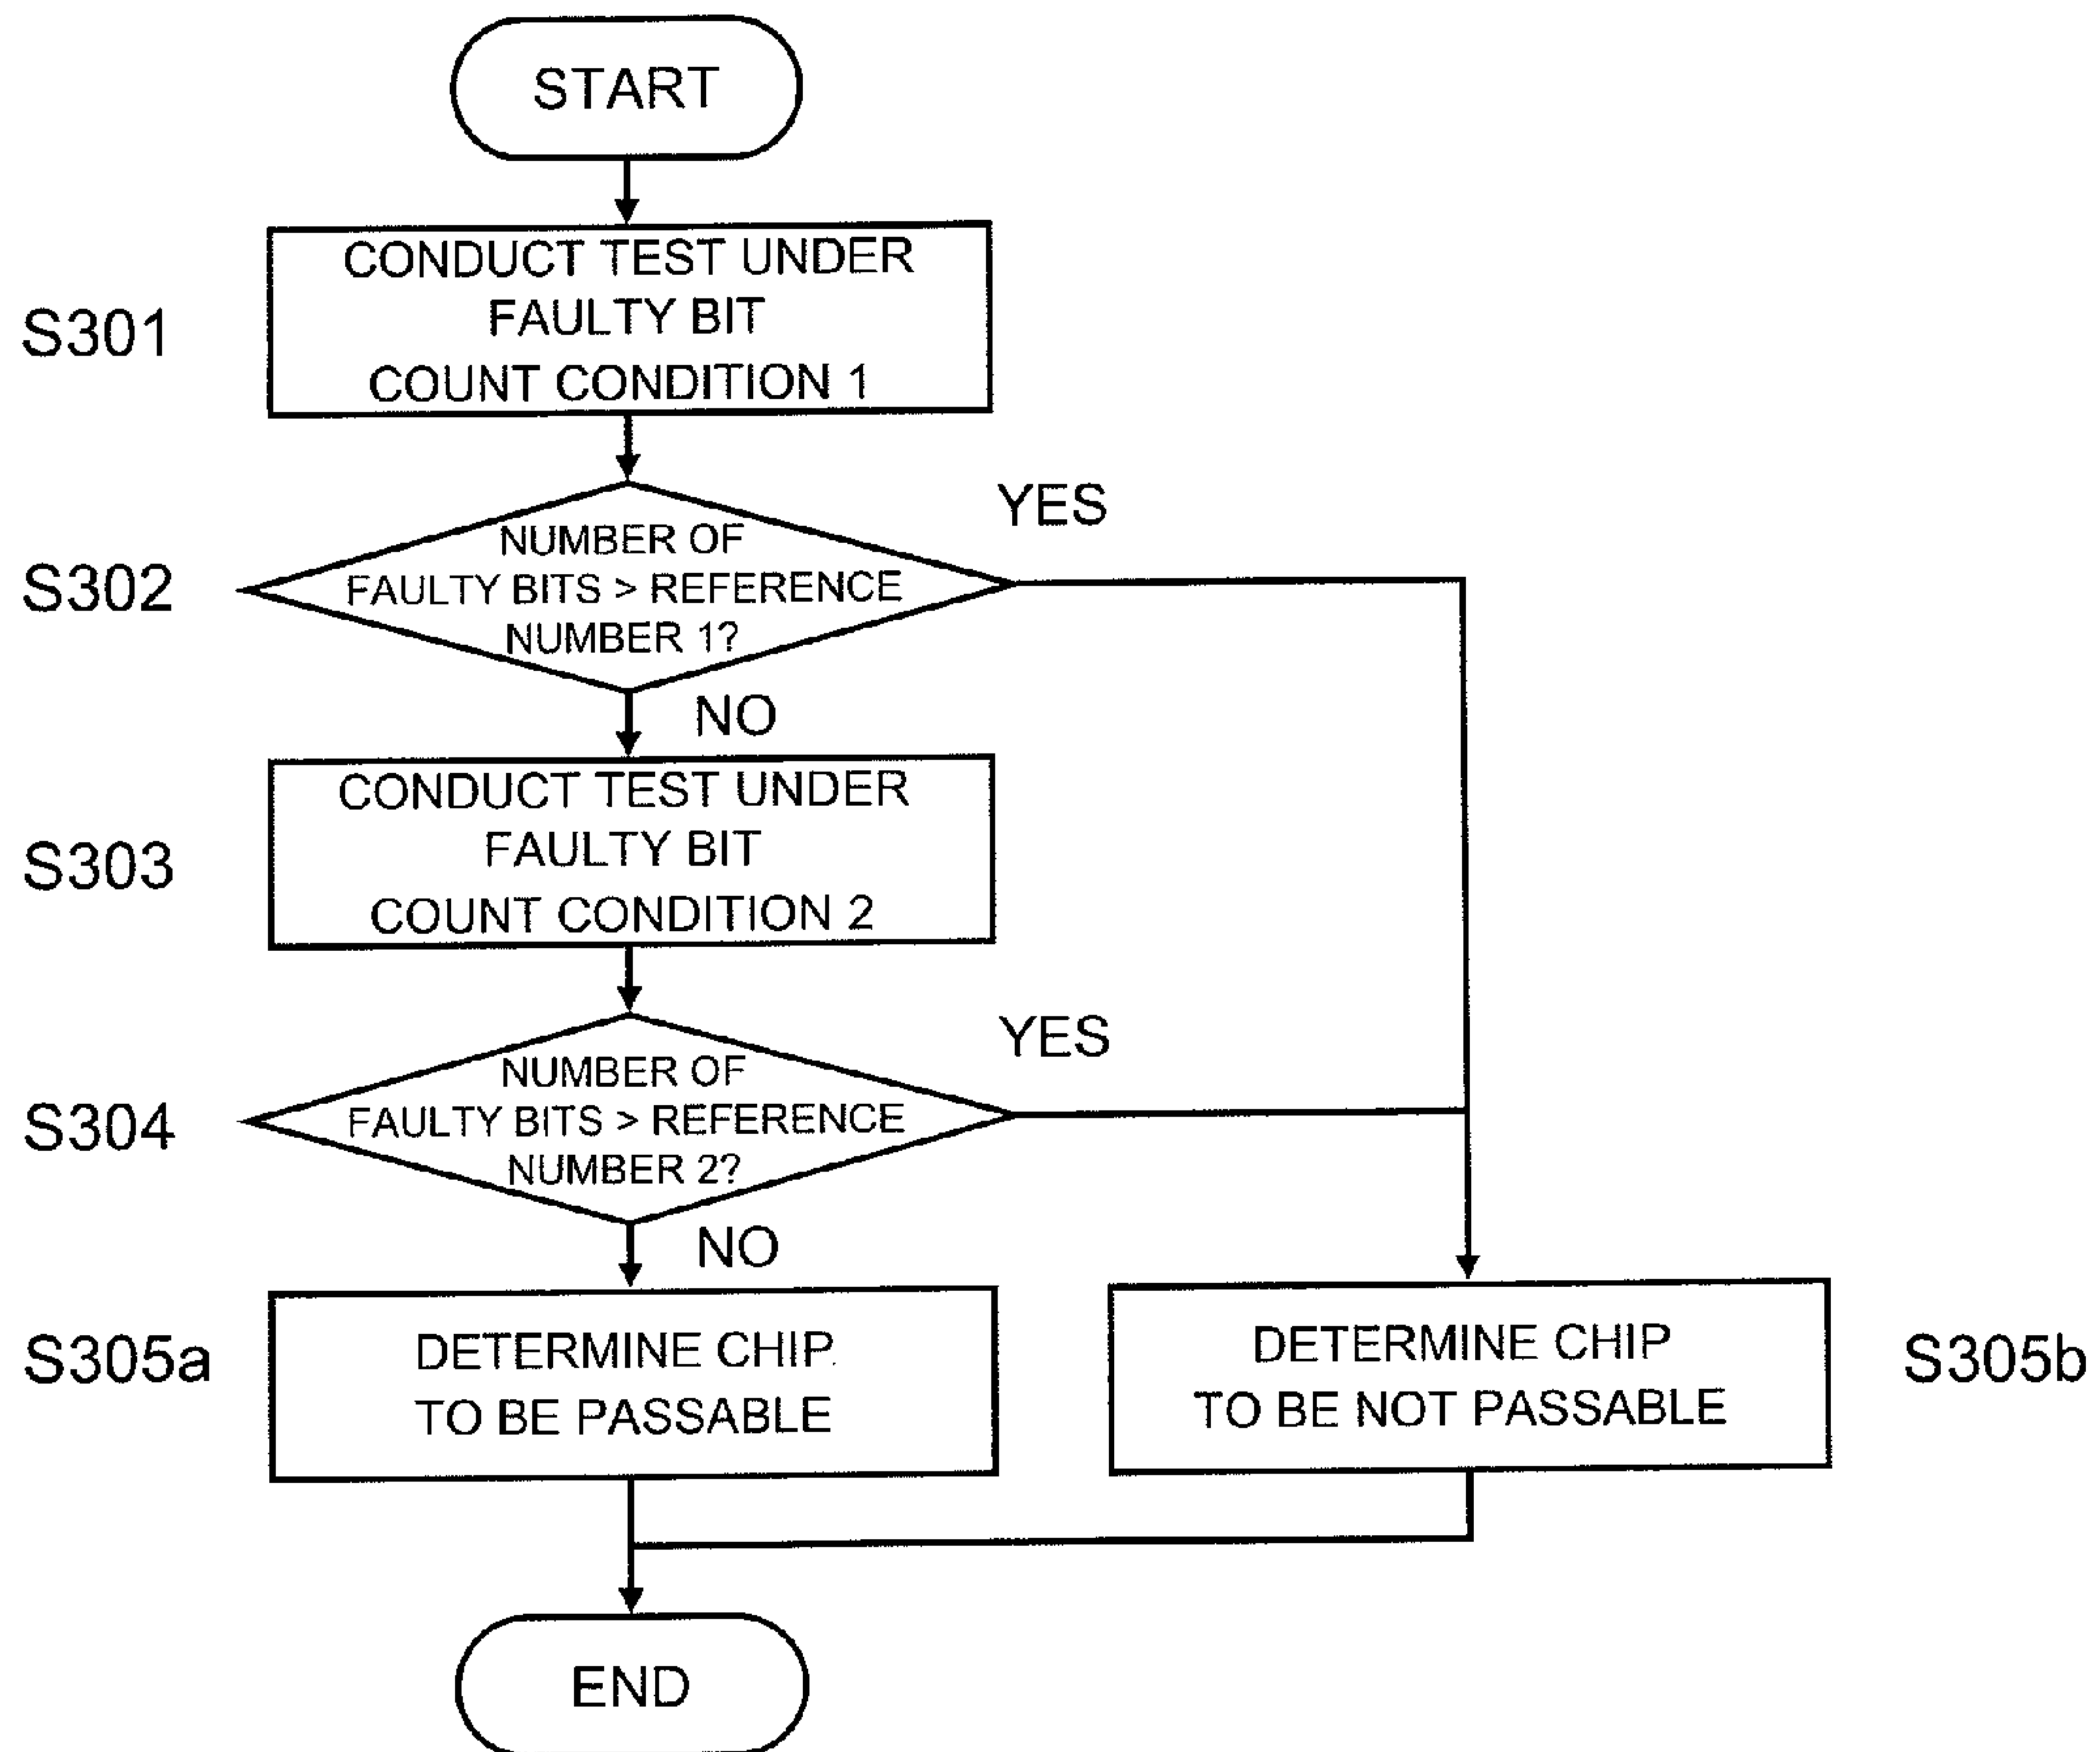 START
S301
CONDUCT TEST UNDER
FAULTY BIT
COUNT CONDITION 1
S302
NUMBER OF
FAULTY BITS > REFERENCE
NUMBER 1?
YES
NO
S303
CONDUCT TEST UNDER
FAULTY BIT
COUNT CONDITION 2
S304
NUMBER OF
FAULTY BITS > REFERENCE
NUMBER 2?
YES
NO
S305a
DETERMINE CHIP
TO BE PASSABLE
DETERMINE CHIP
TO BE NOT PASSABLE
S305b
END